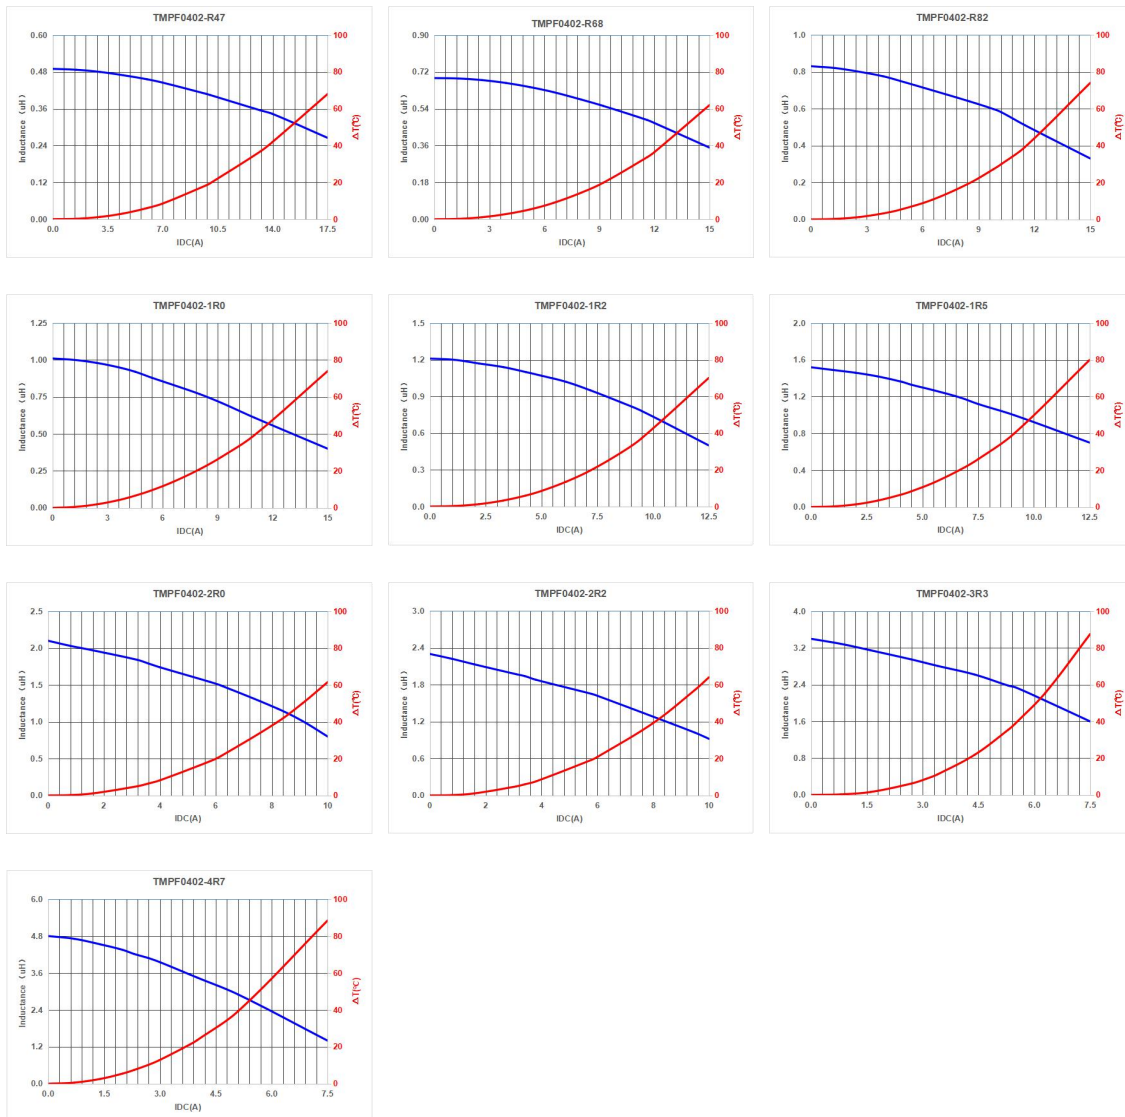 TMPF0402-R47
0.60 100
0.48 80
0.36 60
0.24 40
0.12 20
0.00 0
0.0 3.5 7.0 10.5 14.0 17.5
IDC(A)
Inductance（uH）
ΔT(℃)
TMPF0402-R68
0.90 100
0.72 80
0.54 60
0.36 40
0.18 20
0.00 0
0 3 6 9 12 15
IDC(A)
Inductance（uH）
ΔT(℃)
TMPF0402-R82
1.0 100
0.8 80
0.6 60
0.4 40
0.2 20
0.0 0
0 3 6 9 12 15
IDC(A)
Inductance（uH）
ΔT(℃)
TMPF0402-1R0
1.25 100
1.00 80
0.75 60
0.50 40
0.25 20
0.00 0
0 3 6 9 12 15
IDC(A)
Inductance（uH）
ΔT(℃)
TMPF0402-1R2
1.5 100
1.2 80
0.9 60
0.6 40
0.3 20
0.0 0
0.0 2.5 5.0 7.5 10.0 12.5
IDC(A)
Inductance（uH）
ΔT(℃)
TMPF0402-1R5
2.0 100
1.6 80
1.2 60
0.8 40
0.4 20
0.0 0
0.0 2.5 5.0 7.5 10.0 12.5
IDC(A)
Inductance（uH）
ΔT(℃)
TMPF0402-2R0
2.5 100
2.0 80
1.5 60
1.0 40
0.5 20
0.0 0
0 2 4 6 8 10
IDC(A)
Inductance（uH）
ΔT(℃)
TMPF0402-2R2
3.0 100
2.4 80
1.8 60
1.2 40
0.6 20
0.0 0
0 2 4 6 8 10
IDC(A)
Inductance（uH）
ΔT(℃)
TMPF0402-3R3
4.0 100
3.2 80
2.4 60
1.6 40
0.8 20
0.0 0
0.0 1.5 3.0 4.5 6.0 7.5
IDC(A)
Inductance（uH）
ΔT(℃)
TMPF0402-4R7
6.0 100
4.8 80
3.6 60
2.4 40
1.2 20
0.0 0
0.0 1.5 3.0 4.5 6.0 7.5
IDC(A)
Inductance（uH）
ΔT(℃)